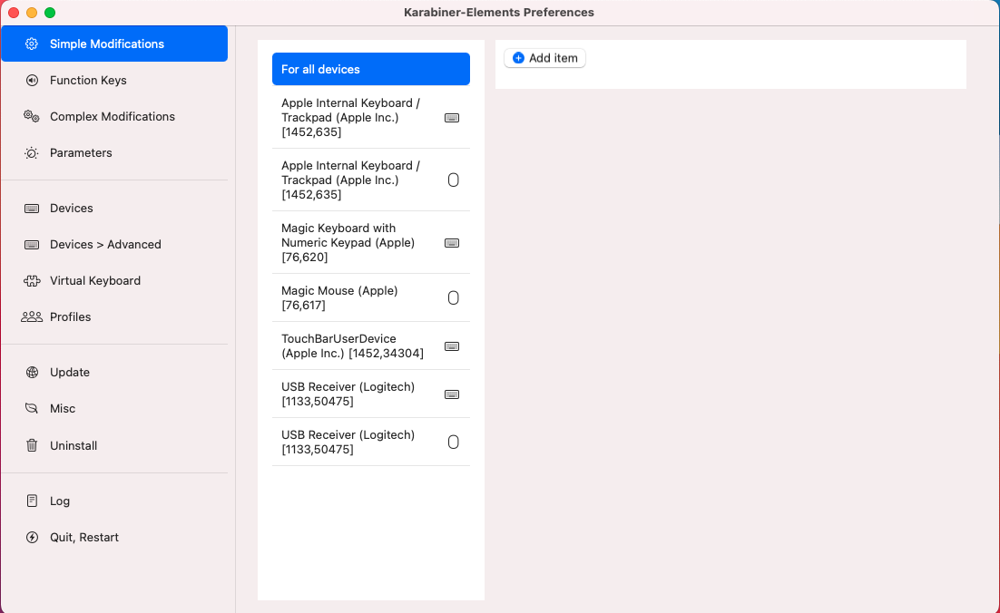 Karabiner-Elements Preferences
Simple Modifications
Function Keys
Complex Modifications
Parameters
Devices
Devices > Advanced
Virtual Keyboard
Profiles
Update
Misc
Uninstall
Log
Quit, Restart
For all devices
Apple Internal Keyboard /
Trackpad (Apple Inc.)
[1452,635]
Apple Internal Keyboard /
Trackpad (Apple Inc.)
[1452,635]
Magic Keyboard with
Numeric Keypad (Apple)
[76,620]
Magic Mouse (Apple)
[76,617]
TouchBarUserDevice
(Apple Inc.) [1452,34304]
USB Receiver (Logitech)
[1133,50475]
USB Receiver (Logitech)
[1133,50475]
Add item